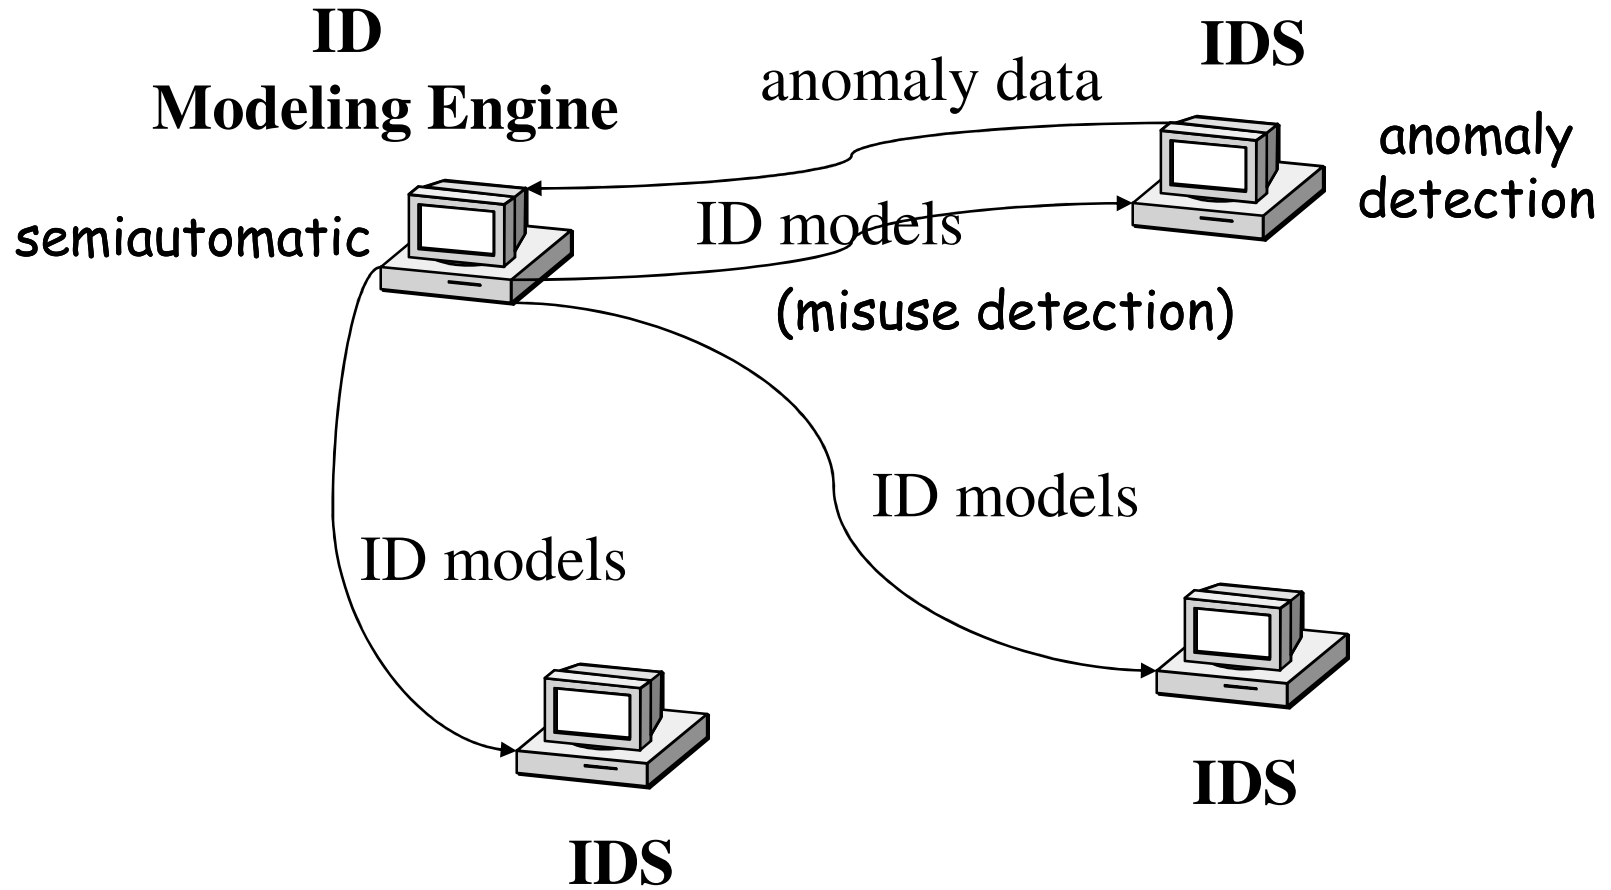 ID
Modeling Engine
IDS
anomaly data
anomaly
detection
semiautomatic
ID models
(misuse detection)
ID models
ID models
IDS
IDS